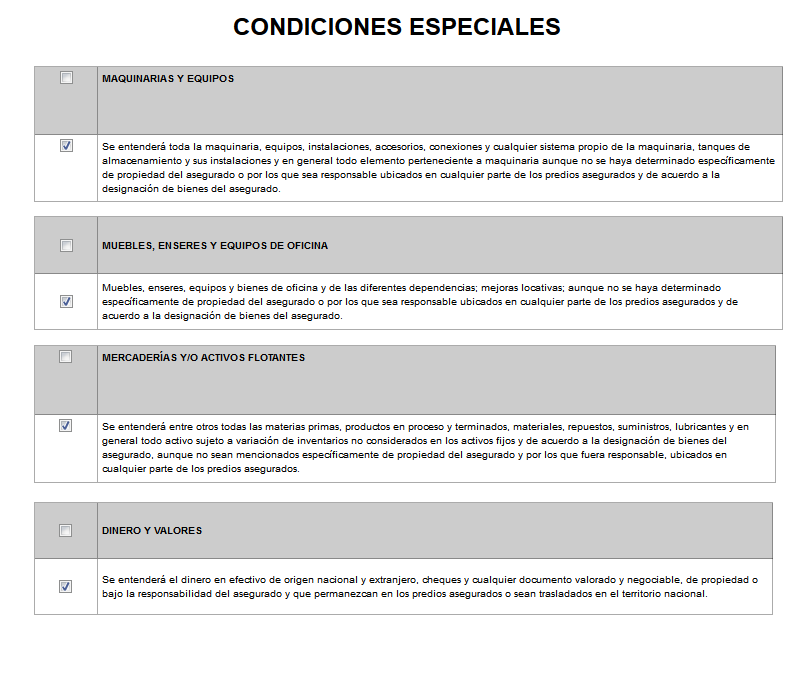 CONDICIONES ESPECIALES
MAQUINARIAS Y EQUIPOS
Se entenderá toda la maquinaria, equipos, instalaciones, accesorios, conexiones y cualquier sistema propio de la maquinaria, tanques de
almacenamiento y sus instalaciones y en general todo elemento perteneciente a maquinaria aunque no se haya determinado específicamente
de propiedad del asegurado o por los que sea responsable ubicados en cualquier parte de los predios asegurados y de acuerdo a la
designación de bienes del asegurado.
MUEBLES, ENSERES Y EQUIPOS DE OFICINA
Muebles, enseres, equipos y bienes de oficina y de las diferentes dependencias; mejoras locativas; aunque no se haya determinado
específicamente de propiedad del asegurado o por los que sea responsable ubicados en cualquier parte de los predios asegurados y de
acuerdo a la designación de bienes del asegurado.
MERCADERÍAS Y/O ACTIVOS FLOTANTES
Se entenderá entre otros todas las materias primas, productos en proceso y terminados, materiales, repuestos, suministros, lubricantes y en
general todo activo sujeto a variación de inventarios no considerados en los activos fijos y de acuerdo a la designación de bienes del
asegurado, aunque no sean mencionados específicamente de propiedad del asegurado y por los que fuera responsable, ubicados en
cualquier parte de los predios asegurados.
DINERO Y VALORES
Se entenderá el dinero en efectivo de origen nacional y extranjero, cheques y cualquier documento valorado y negociable, de propiedad o
bajo la responsabilidad del asegurado y que permanezcan en los predios asegurados o sean trasladados en el territorio nacional.